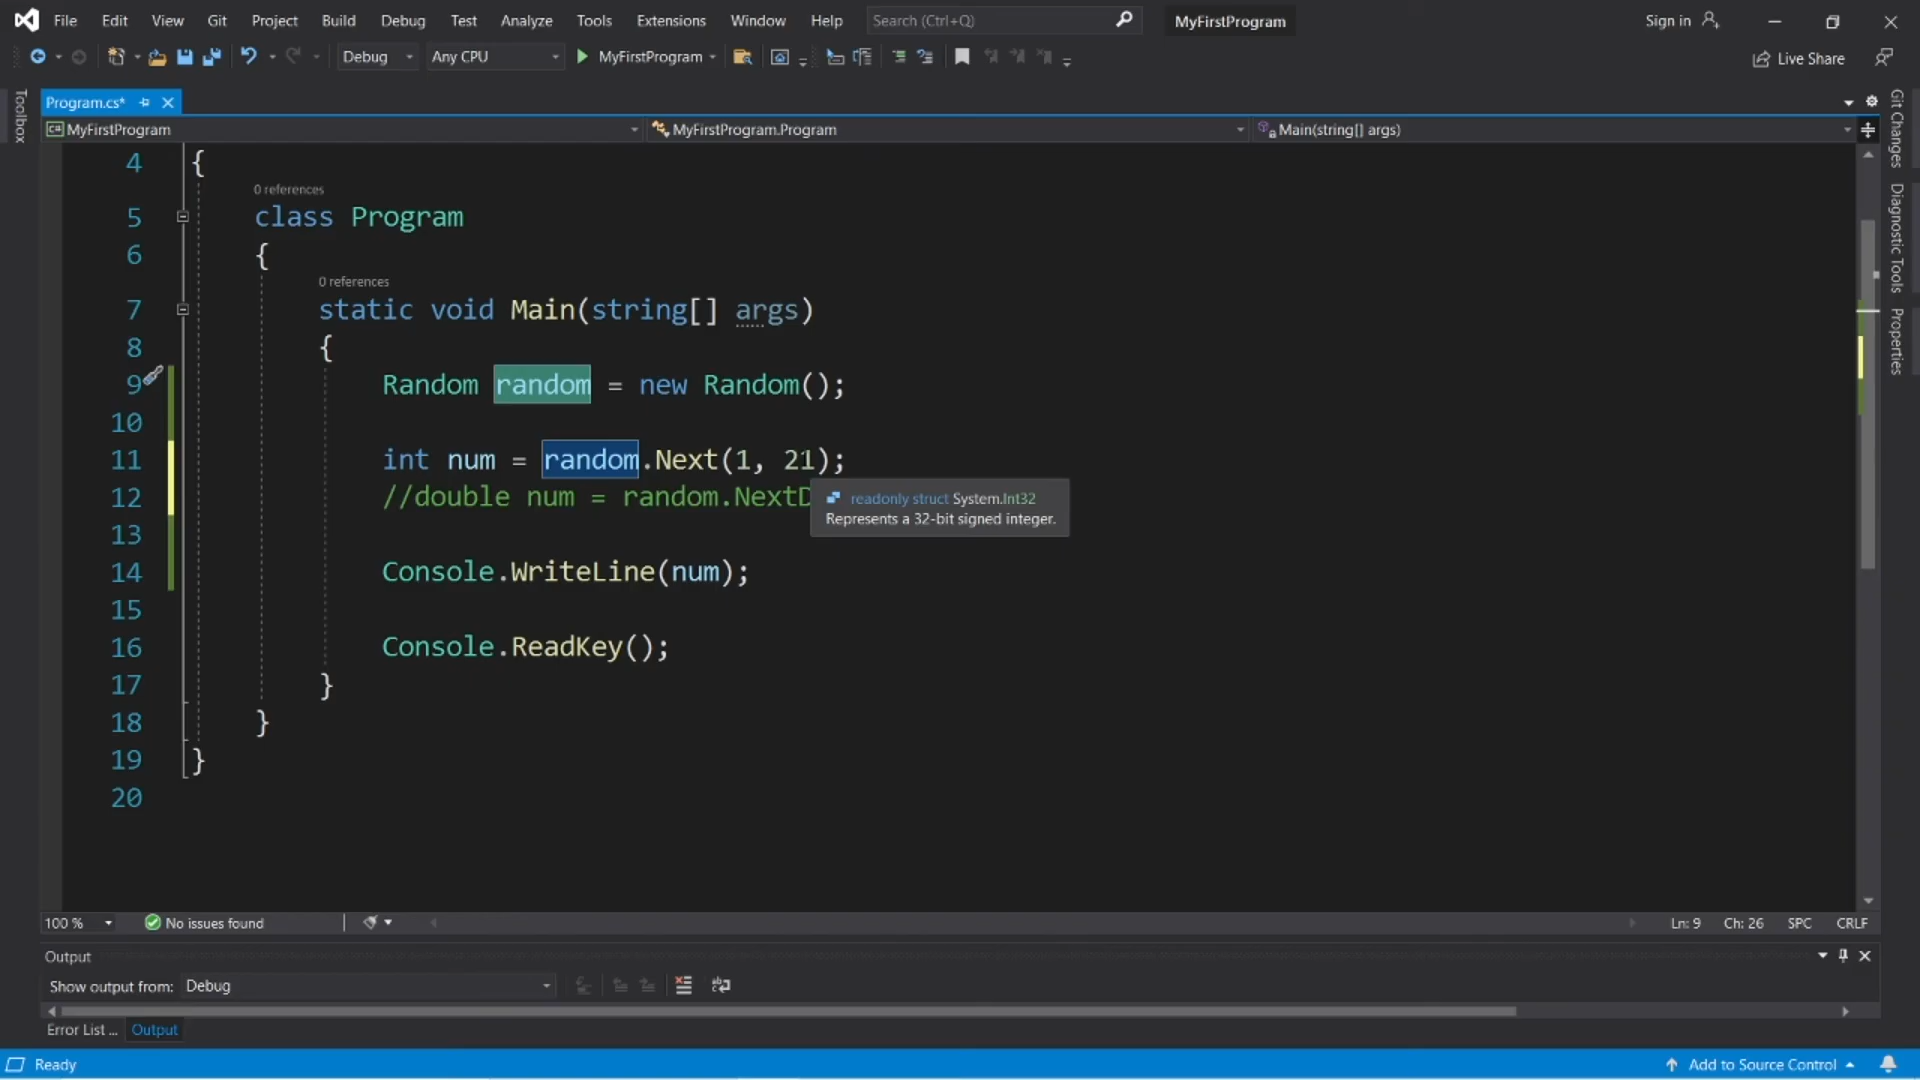 File Edit View Git Project Build Debug Test Analyze Tools Extensions Window Help Search (Ctrl+Q) MyFirstProgram Sign in
Debug Any CPU MyFirstProgram Live Share
Toolbox
Program.cs*
MyFirstProgram MyFirstProgram.Program Main(string[] args)
4 {
0 references
5 class Program
6 {
0 references
7 static void Main(string[] args)
8 {
9 Random random = new Random();
10
11 int num = random.Next(1, 21);
12 //double num = random.NextD
readonly struct System.Int32
Represents a 32-bit signed integer.
13
14 Console.WriteLine(num);
15
16 Console.ReadKey();
17 }
18 }
19 }
20
Git Changes
Diagnostic Tools
Properties
100 % No issues found Ln: 9 Ch: 26 SPC CRLF
Output
Show output from: Debug
Error List ... Output
Ready Add to Source Control